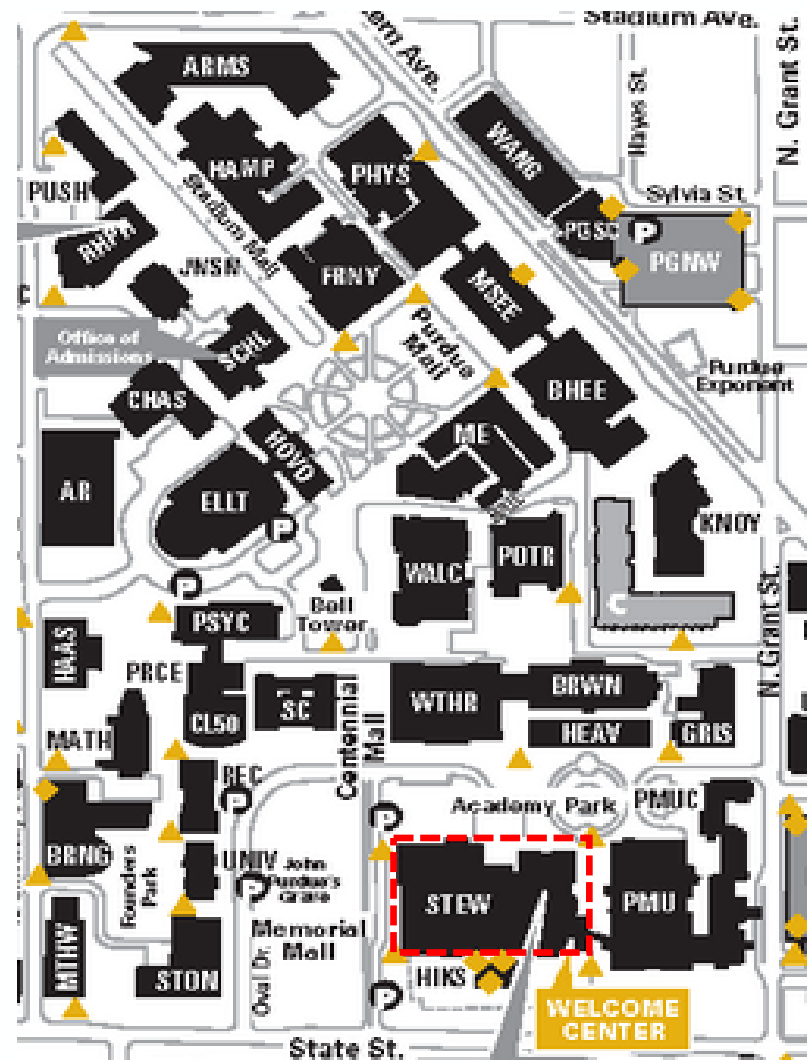 Stadium Ave.
ern Ave.
ARMS
Hayes St.
N. Grant St.
WANG
HAMP
PHYS
PUSH
Sylvia St.
RHPH
Stadium Mall
PGSC
P
PGNW
JNSN
FRNY
MSEE
Office of
Admissions
SCHL
Purdue
Mall
Purdue
Exponent
CHAS
BHEE
HOVD
ME
AR
ELLT
P
KNOY
WALC
POTR
P
Bell
Tower
C
N. Grant St.
PSYC
HAAS
PRCE
SC
BRWN
WTHR
CL50
MATH
HEAV
GRIS
Centennial
Mall
REC
P
Academy Park
PMUC
P
BRNG
Founders
Park
UNIV
John
Purdue's
Grave
P
STEW
PMU
Memorial
Mall
MTHW
STON
Oval Dr.
HIKS
P
WELCOME
CENTER
State St.